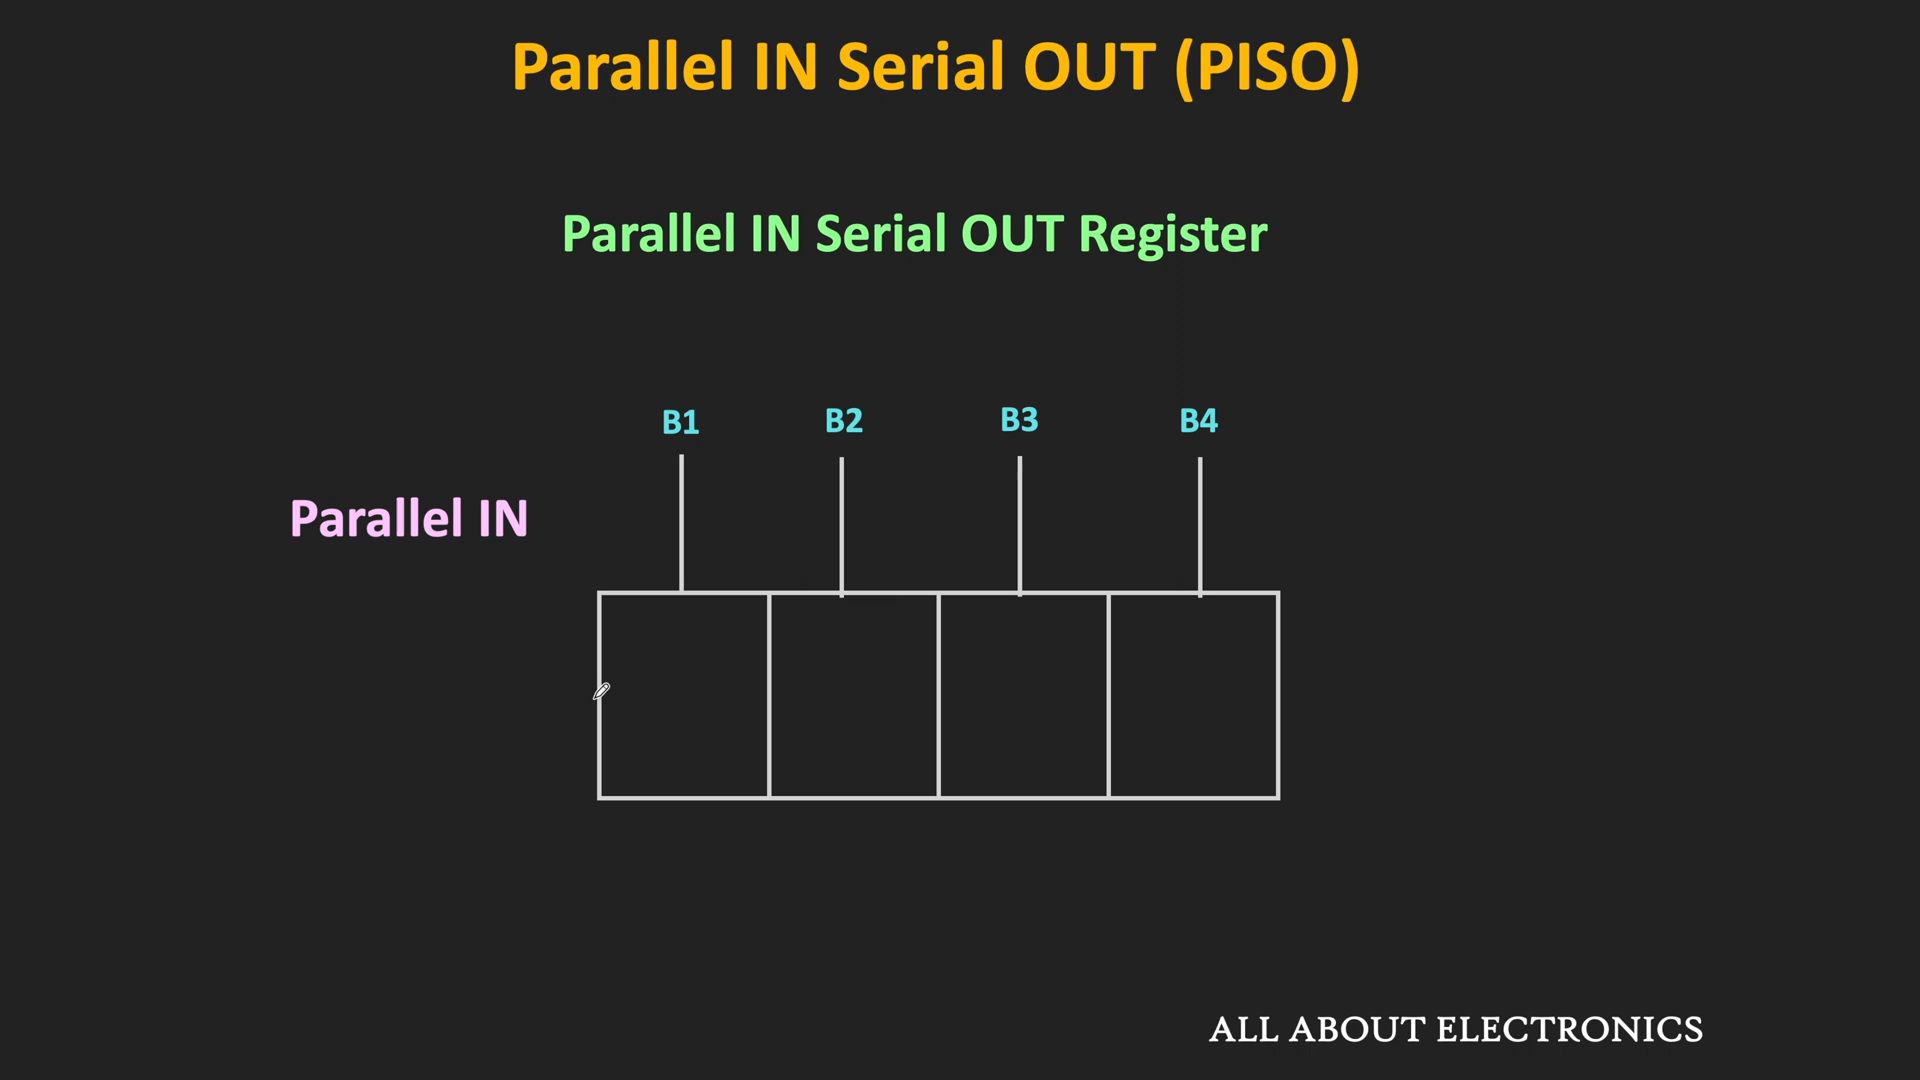 Parallel IN Serial OUT (PISO)
Parallel IN Serial OUT Register
B1 B2 B3 B4
Parallel IN
ALL ABOUT ELECTRONICS